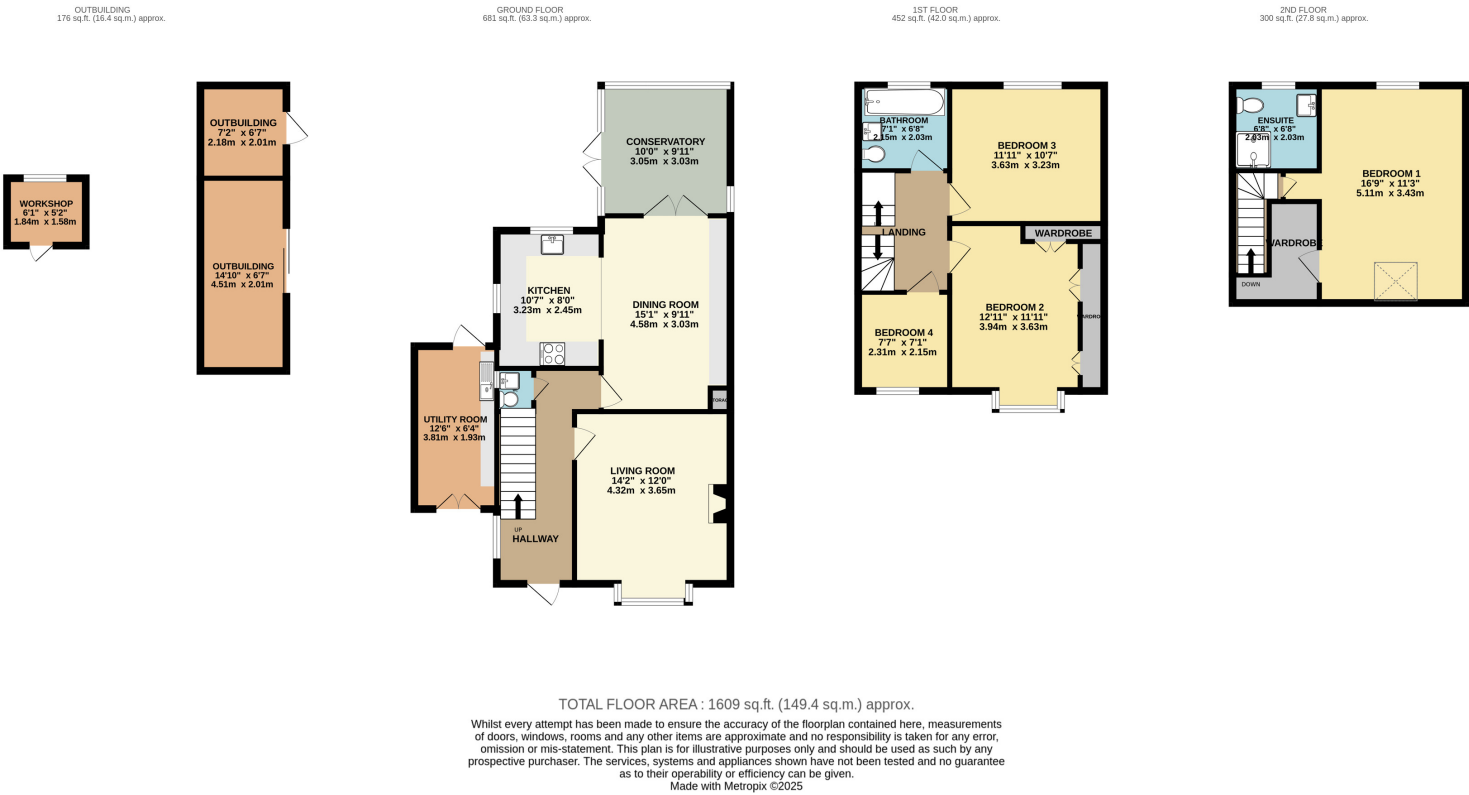 OUTBUILDING
176 sq.ft. (16.4 sq.m.) approx.
GROUND FLOOR
681 sq.ft. (63.3 sq.m.) approx.
1ST FLOOR
452 sq.ft. (42.0 sq.m.) approx.
2ND FLOOR
300 sq.ft. (27.8 sq.m.) approx.
WORKSHOP
6'1" x 5'2"
1.84m x 1.58m
OUTBUILDING
7'2" x 6'7"
2.18m x 2.01m
OUTBUILDING
14'10" x 6'7"
4.51m x 2.01m
CONSERVATORY
10'0" x 9'11"
3.05m x 3.03m
KITCHEN
10'7" x 8'0"
3.23m x 2.45m
DINING ROOM
15'1" x 9'11"
4.58m x 3.03m
UTILITY ROOM
12'6" x 6'4"
3.81m x 1.93m
LIVING ROOM
14'2" x 12'0"
4.32m x 3.65m
UP
HALLWAY
BATHROOM
7'1" x 6'8"
2.15m x 2.03m
BEDROOM 3
11'11" x 10'7"
3.63m x 3.23m
LANDING
WARDROBE
BEDROOM 2
12'11" x 11'11"
3.94m x 3.63m
BEDROOM 4
7'7" x 7'1"
2.31m x 2.15m
ENSUITE
6'8" x 6'8"
2.03m x 2.03m
BEDROOM 1
16'9" x 11'3"
5.11m x 3.43m
WARDROBE
DOWN
TOTAL FLOOR AREA : 1609 sq.ft. (149.4 sq.m.) approx.
Whilst every attempt has been made to ensure the accuracy of the floorplan contained here, measurements
of doors, windows, rooms and any other items are approximate and no responsibility is taken for any error,
omission or mis-statement. This plan is for illustrative purposes only and should be used as such by any
prospective purchaser. The services, systems and appliances shown have not been tested and no guarantee
as to their operability or efficiency can be given.
Made with Metropix ©2025